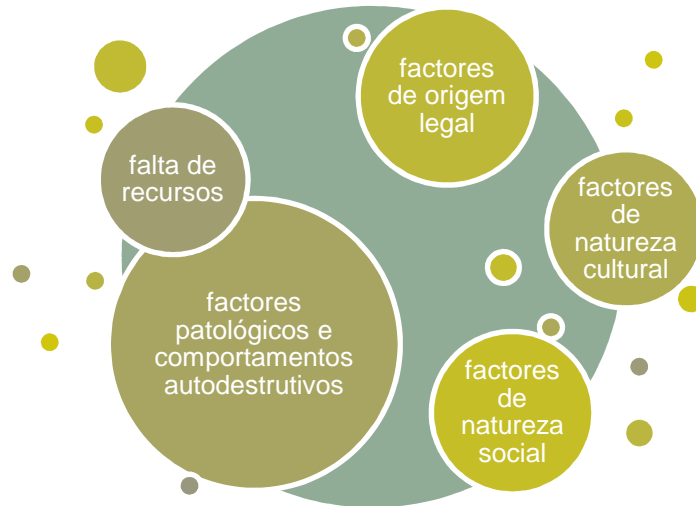 factores
de origem
legal
falta de
recursos
factores
de
natureza
cultural
factores
patológicos e
comportamentos
autodestrutivos
factores
de
natureza
social